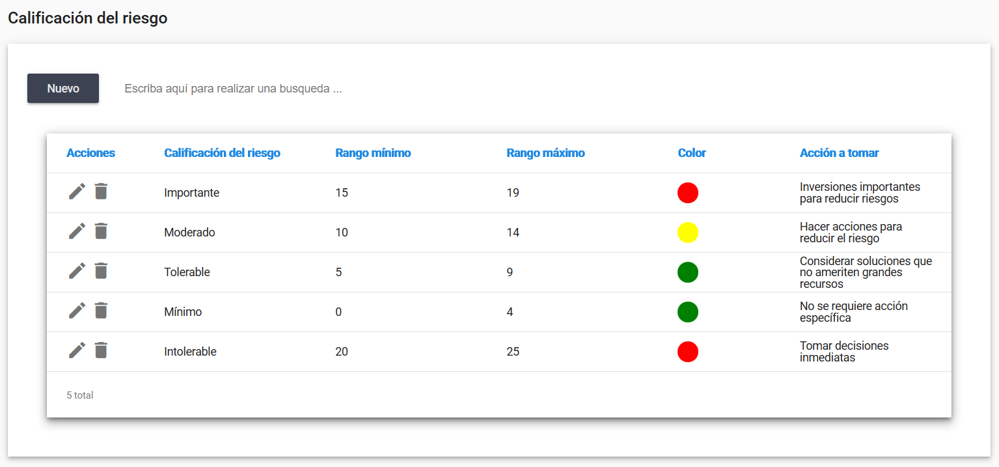 Calificación del riesgo
Nuevo
Escriba aquí para realizar una busqueda ...
Acciones Calificación del riesgo Rango mínimo Rango máximo Color Acción a tomar
Importante 15 19 Inversiones importantes
para reducir riesgos
Moderado 10 14 Hacer acciones para
reducir el riesgo
Tolerable 5 9 Considerar soluciones que
no ameriten grandes
recursos
Mínimo 0 4 No se requiere acción
específica
Intolerable 20 25 Tomar decisiones
inmediatas
5 total